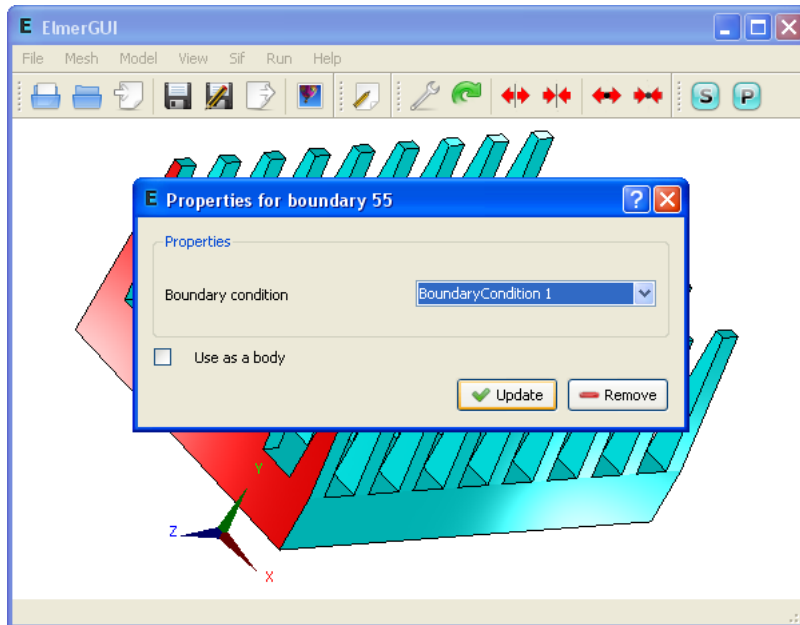 E ElmerGUI
File Mesh Model View Sif Run Help
S P
E Properties for boundary 55
Properties
Boundary condition BoundaryCondition 1
Use as a body
Update Remove
Y
Z
X